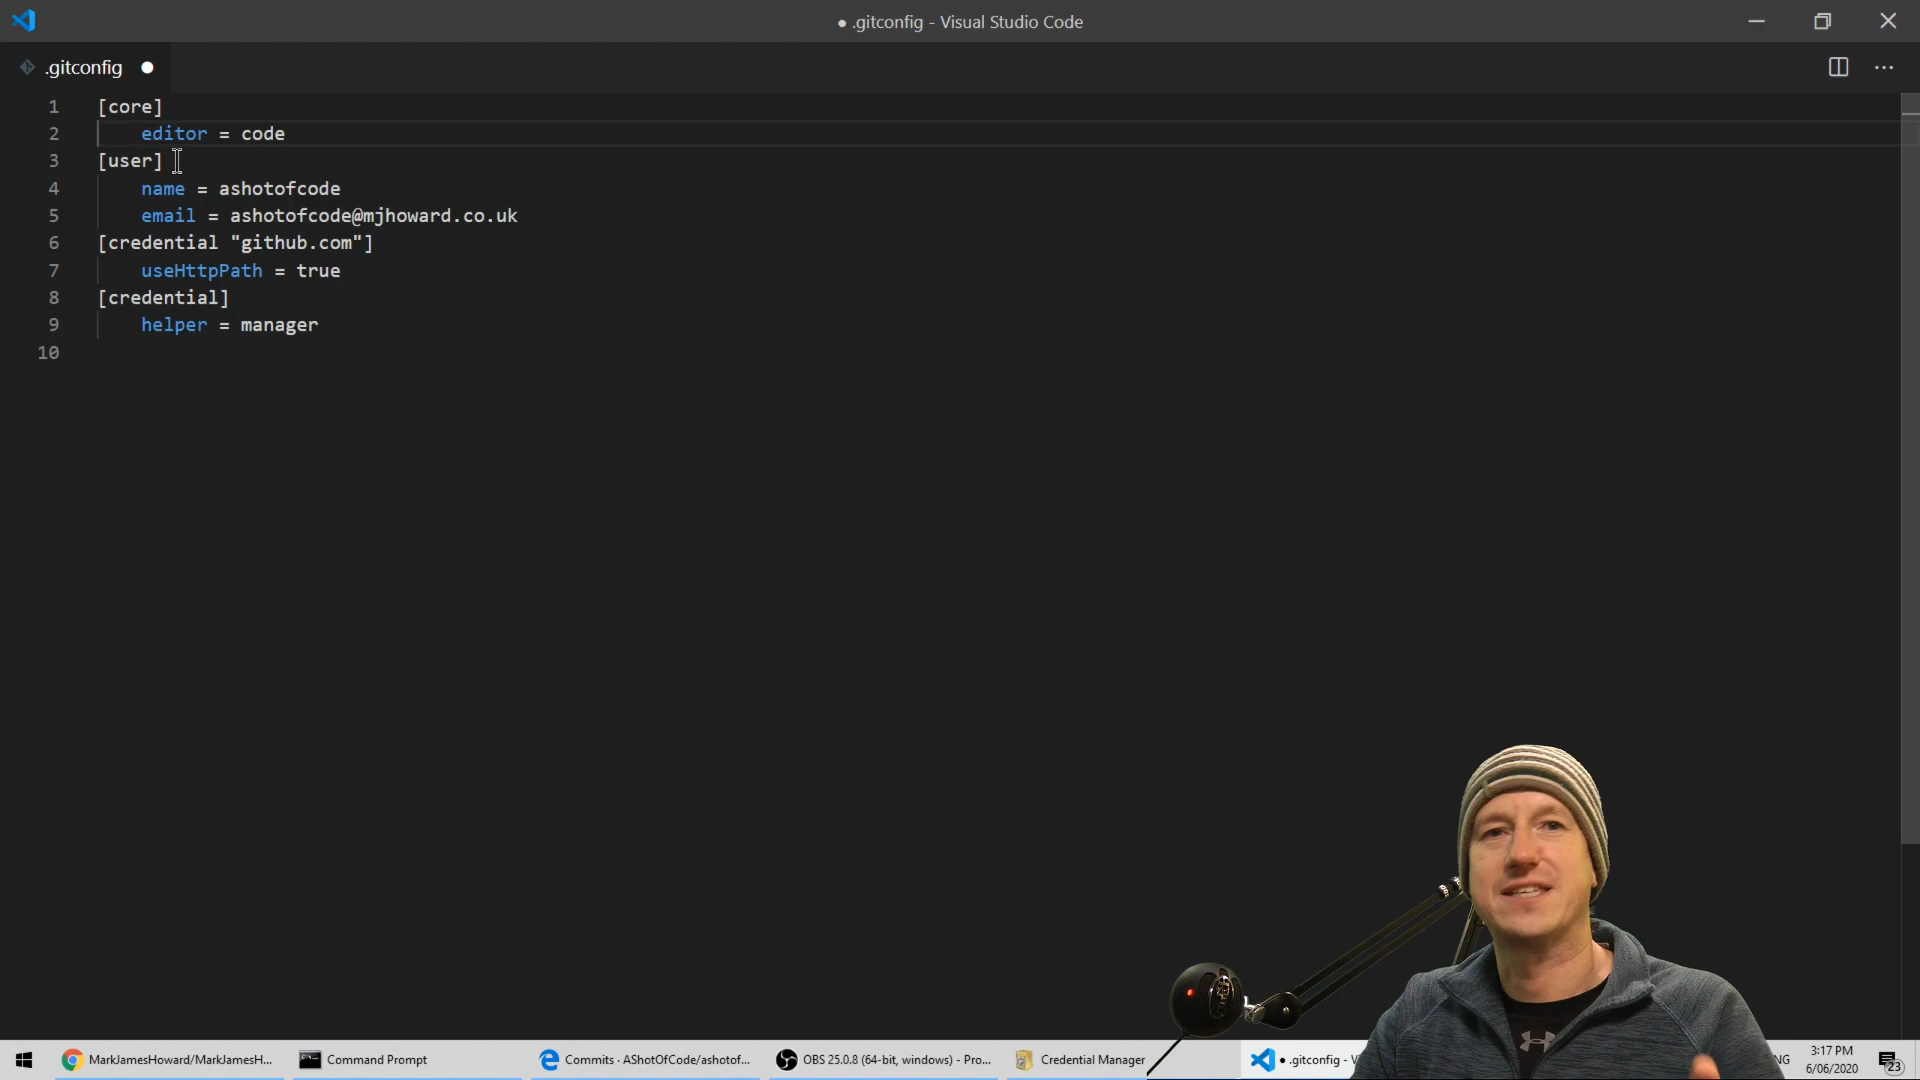 ● .gitconfig - Visual Studio Code
.gitconfig ●
1 [core]
2 editor = code
3 [user]
4 name = ashotofcode
5 email = ashotofcode@mjhoward.co.uk
6 [credential "github.com"]
7 useHttpPath = true
8 [credential]
9 helper = manager
10
MarkJamesHoward/MarkJamesH...
Command Prompt
Commits · AShotOfCode/ashotof...
OBS 25.0.8 (64-bit, windows) - Pro...
Credential Manager
● .gitconfig - V
NG
3:17 PM
6/06/2020
23